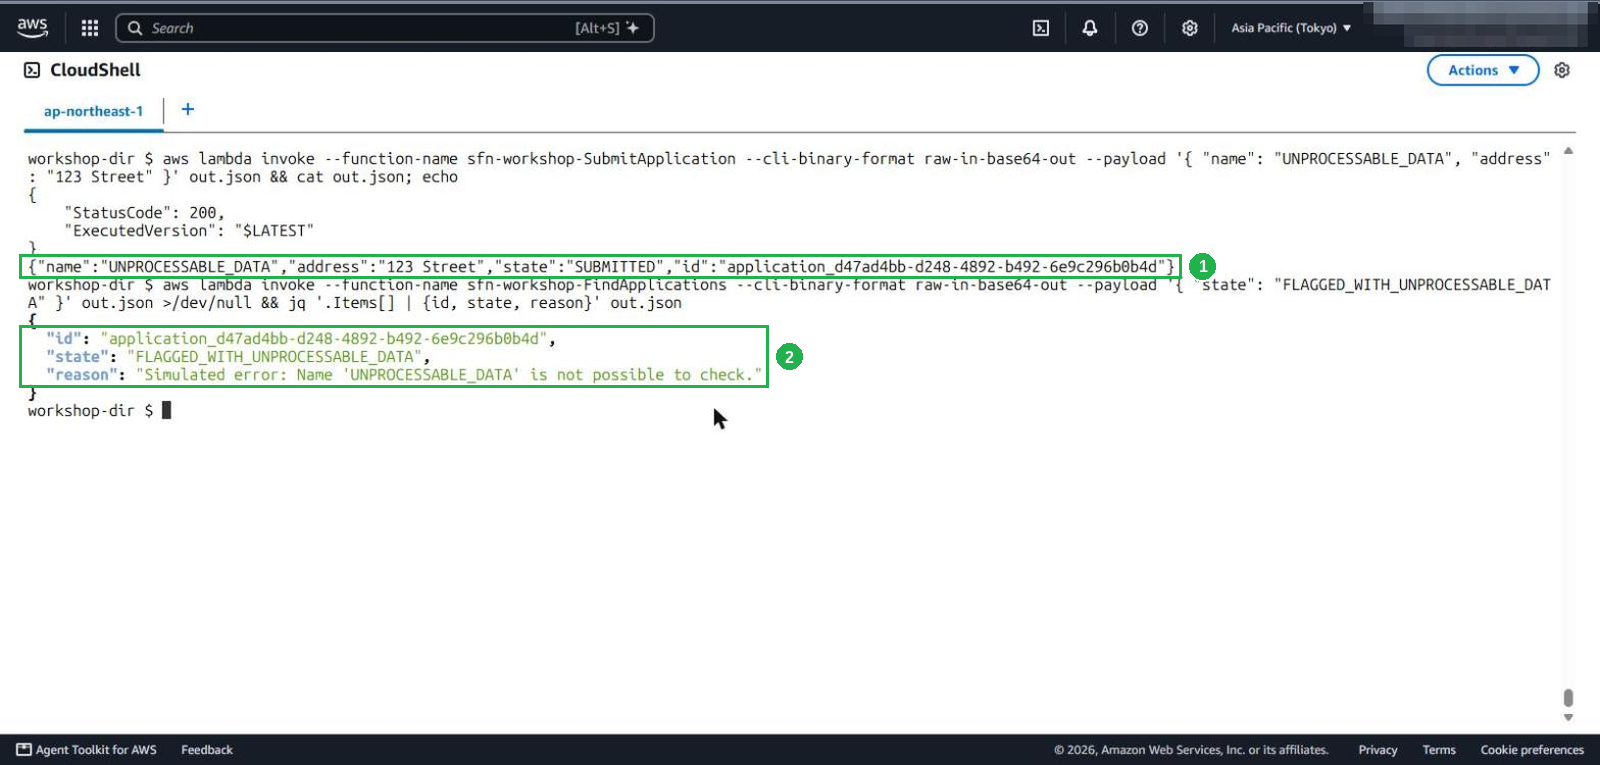 aws
Search
[Alt+S]
Asia Pacific (Tokyo)
CloudShell
Actions
ap-northeast-1
+
workshop-dir $ aws lambda invoke --function-name sfn-workshop-SubmitApplication --cli-binary-format raw-in-base64-out --payload '{ "name": "UNPROCESSABLE_DATA", "address"
: "123 Street" }' out.json && cat out.json; echo
{
    "StatusCode": 200,
    "ExecutedVersion": "$LATEST"
}
{"name":"UNPROCESSABLE_DATA","address":"123 Street","state":"SUBMITTED","id":"application_d47ad4bb-d248-4892-b492-6e9c296b0b4d"}
1
workshop-dir $ aws lambda invoke --function-name sfn-workshop-FindApplications --cli-binary-format raw-in-base64-out --payload '{ "state": "FLAGGED_WITH_UNPROCESSABLE_DAT
A" }' out.json >/dev/null && jq '.Items[] | {id, state, reason}' out.json
{
  "id": "application_d47ad4bb-d248-4892-b492-6e9c296b0b4d",
  "state": "FLAGGED_WITH_UNPROCESSABLE_DATA",
  "reason": "Simulated error: Name 'UNPROCESSABLE_DATA' is not possible to check."
2
}
workshop-dir $
Agent Toolkit for AWS
Feedback
© 2026, Amazon Web Services, Inc. or its affiliates.
Privacy
Terms
Cookie preferences